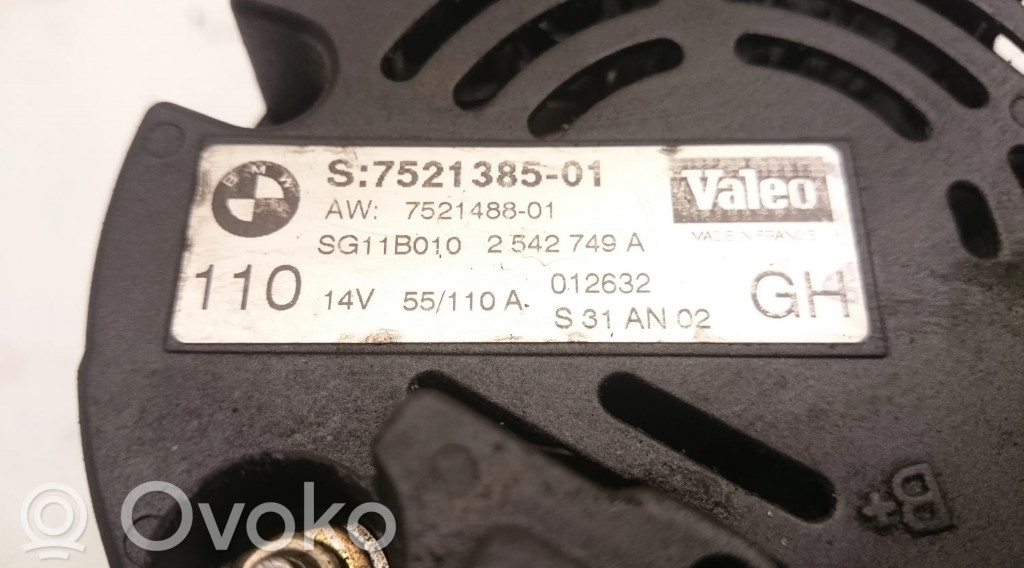 BMW
S:7521385-01
AW: 7521488-01
SG11B010 2 542 749 A
110 14V 55/110 A. 012632
S 31 AN 02
Valeo
MADE IN FRANCE
GH
B+
Ovoko